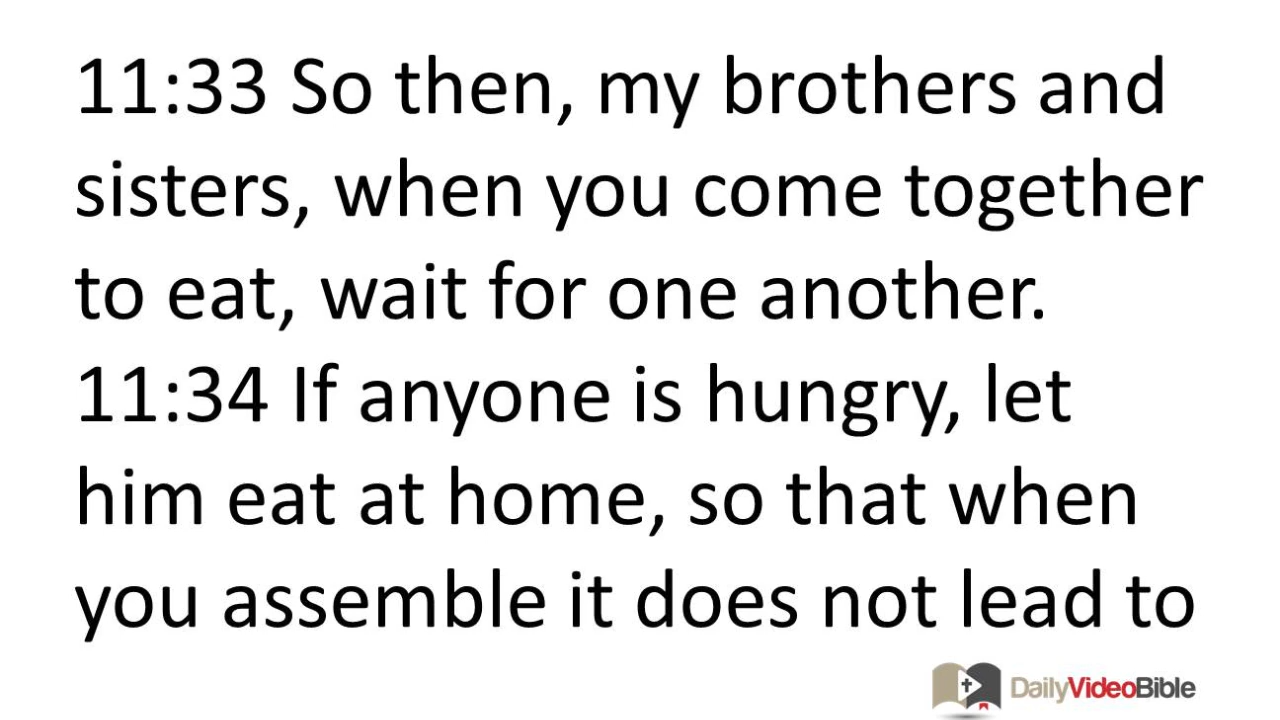 11:33 So then, my brothers and
sisters, when you come together
to eat, wait for one another.
11:34 If anyone is hungry, let
him eat at home, so that when
you assemble it does not lead to
DailyVideoBible